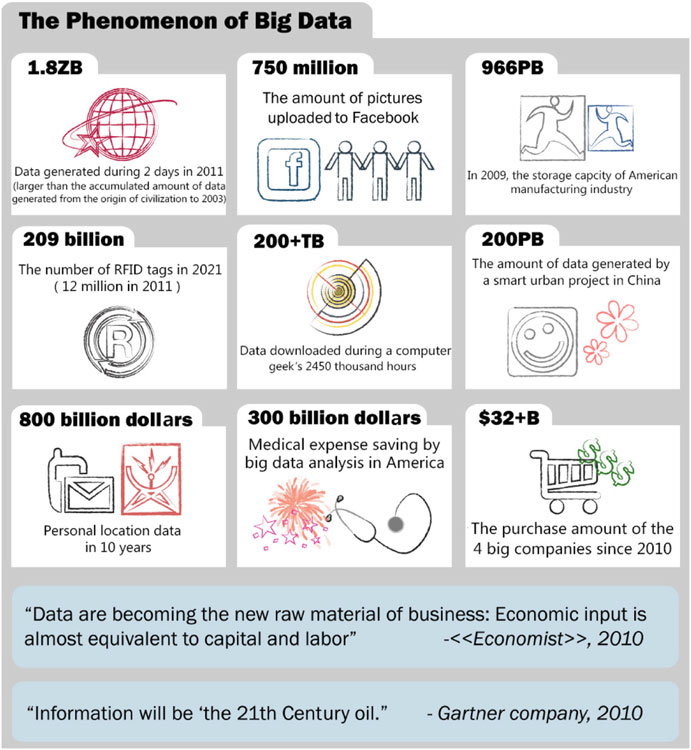 The Phenomenon of Big Data
1.8ZB
Data generated during 2 days in 2011
(larger than the accumulated amount of data
generated from the origin of civilization to 2003)
750 million
The amount of pictures
uploaded to Facebook
f
966PB
In 2009, the storage capcity of American
manufacturing industry
209 billion
The number of RFID tags in 2021
( 12 million in 2011 )
R
200+TB
Data downloaded during a computer
geek's 2450 thousand hours
200PB
The amount of data generated by
a smart urban project in China
800 billion dollars
Personal location data
in 10 years
300 billion dollars
Medical expense saving by
big data analysis in America
$32+B
$$$
The purchase amount of the
4 big companies since 2010
“Data are becoming the new raw material of business: Economic input is
almost equivalent to capital and labor” -<<Economist>>, 2010
“Information will be ‘the 21th Century oil.” - Gartner company, 2010